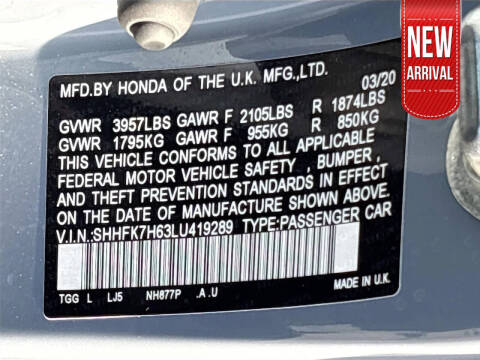 NEW
ARRIVAL
MFD.BY HONDA OF THE U.K. MFG.,LTD. 03/20
GVWR 3957LBS GAWR F 2105LBS R 1874LBS
GVWR 1795KG GAWR F 955KG R 850KG
THIS VEHICLE CONFORMS TO ALL APPLICABLE
FEDERAL MOTOR VEHICLE SAFETY , BUMPER,
AND THEFT PREVENTION STANDARDS IN EFFECT
ON THE DATE OF MANUFACTURE SHOWN ABOVE.
V.I.N.:SHHFK7H63LU419289 TYPE:PASSENGER CAR
TGG L LJ5 NH877P .A.U MADE IN U.K.